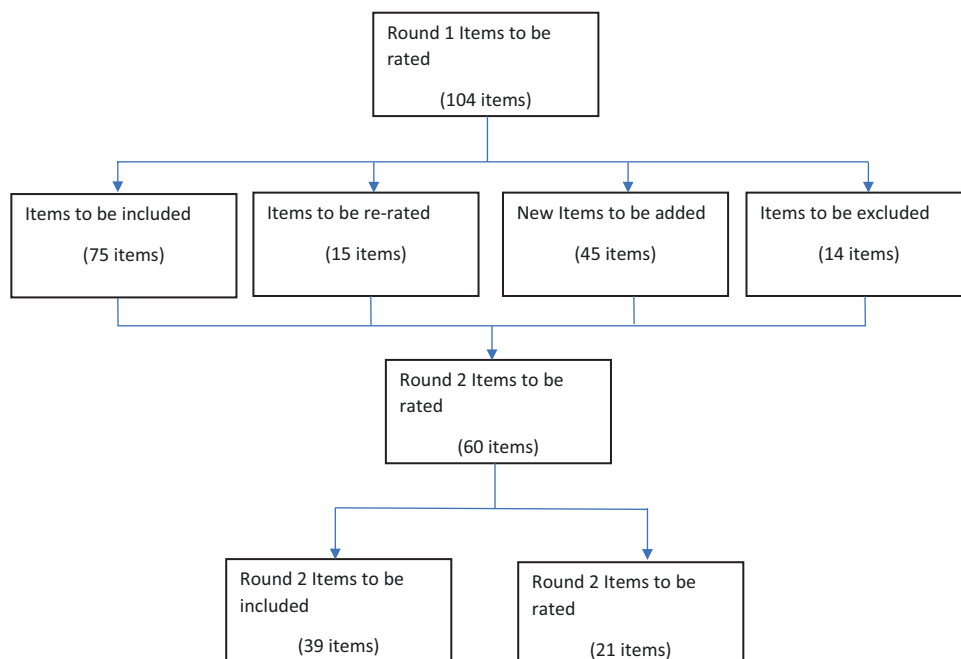 Round 1 Items to be
rated
(104 items)
Items to be included
(75 items)
Items to be re-rated
(15 items)
New Items to be added
(45 items)
Items to be excluded
(14 items)
Round 2 Items to be
rated
(60 items)
Round 2 Items to be
included
(39 items)
Round 2 Items to be
rated
(21 items)